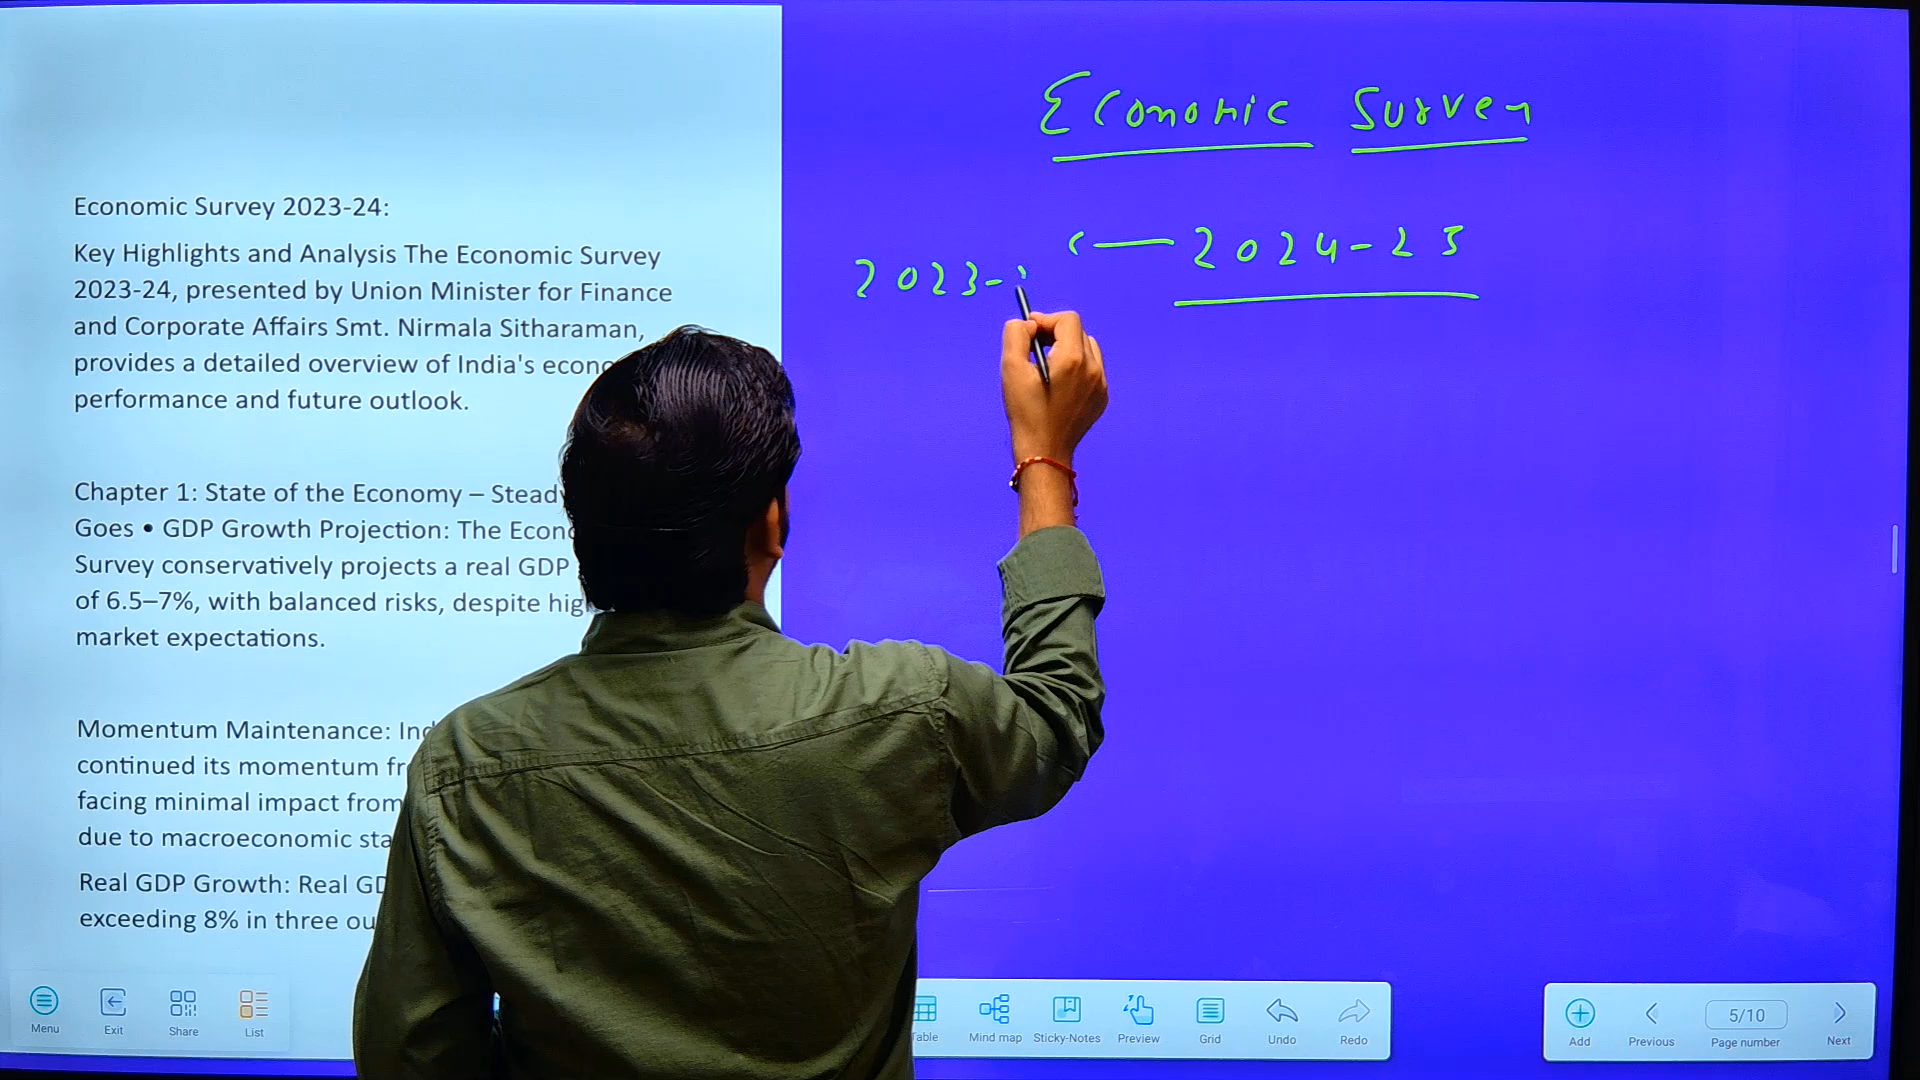 Economic Survey 2023-24:
Key Highlights and Analysis The Economic Survey
2023-24, presented by Union Minister for Finance
and Corporate Affairs Smt. Nirmala Sitharaman,
provides a detailed overview of India's econo
performance and future outlook.
Chapter 1: State of the Economy – Steady
Goes • GDP Growth Projection: The Econo
Survey conservatively projects a real GDP
of 6.5–7%, with balanced risks, despite high
market expectations.
Momentum Maintenance: Ind
continued its momentum fr
facing minimal impact from
due to macroeconomic sta
Real GDP Growth: Real GD
exceeding 8% in three ou
Economic Survey
2024-25
2023-
Menu Exit Share List
Table Mind map Sticky-Notes Preview Grid Undo Redo
Add Previous 5/10 Page number Next